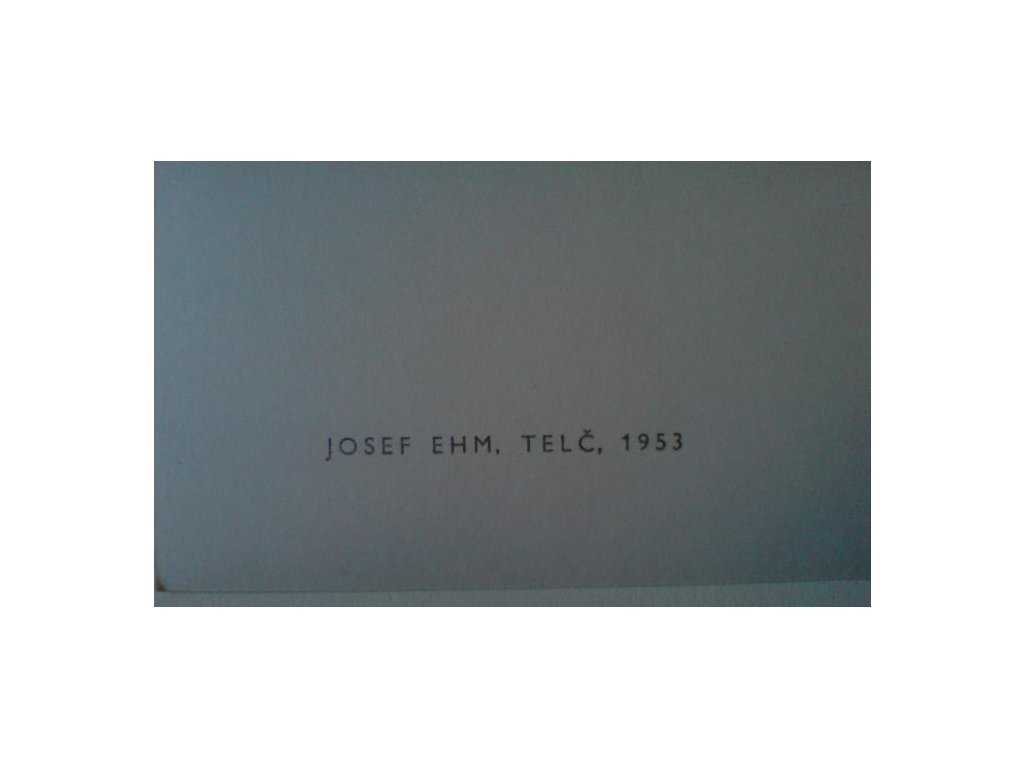 JOSEF EHM, TELČ, 1953